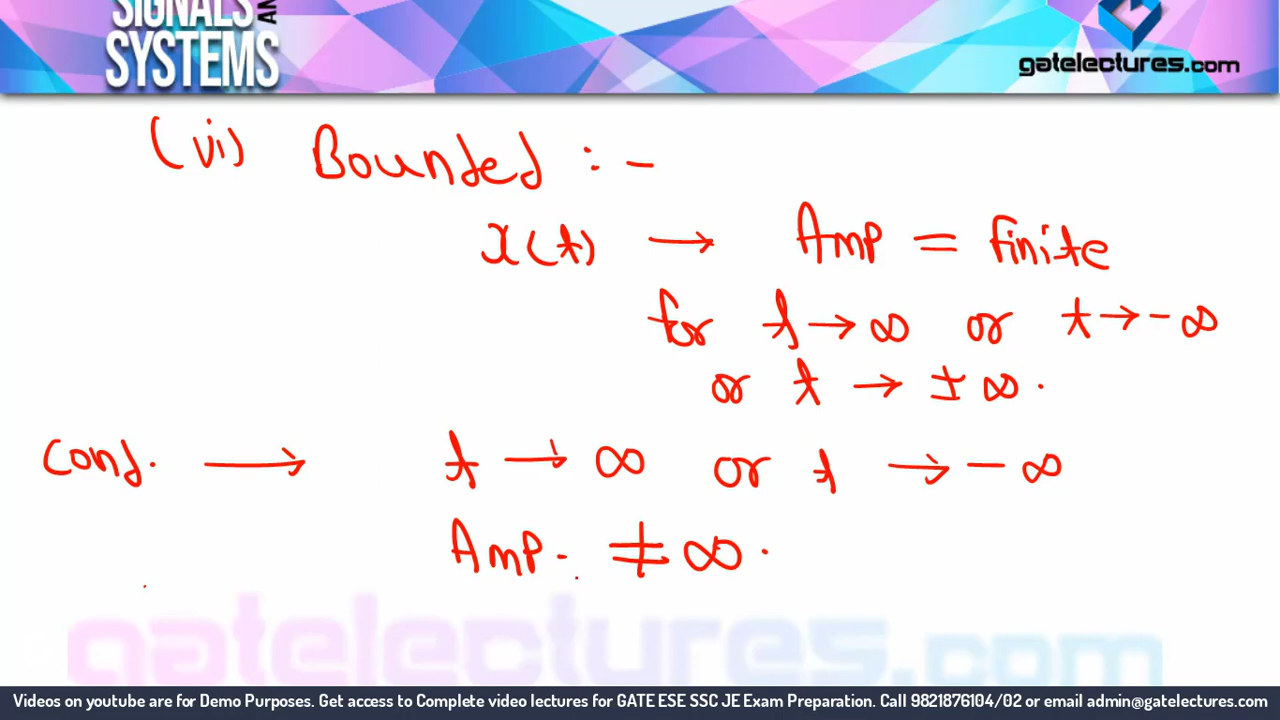 SIGNALS AN
SYSTEMS
gatelectures.com
(vi) Bounded :-
x(t) → Amp = Finite
for t → ∞ or t → -∞
or t → ± ∞.
Cond. → t → ∞ or t → - ∞
Amp. ≠ ∞.
gatelectures.com
Videos on youtube are for Demo Purposes. Get access to Complete video lectures for GATE ESE SSC JE Exam Preparation. Call 9821876104/02 or email admin@gatelectures.com